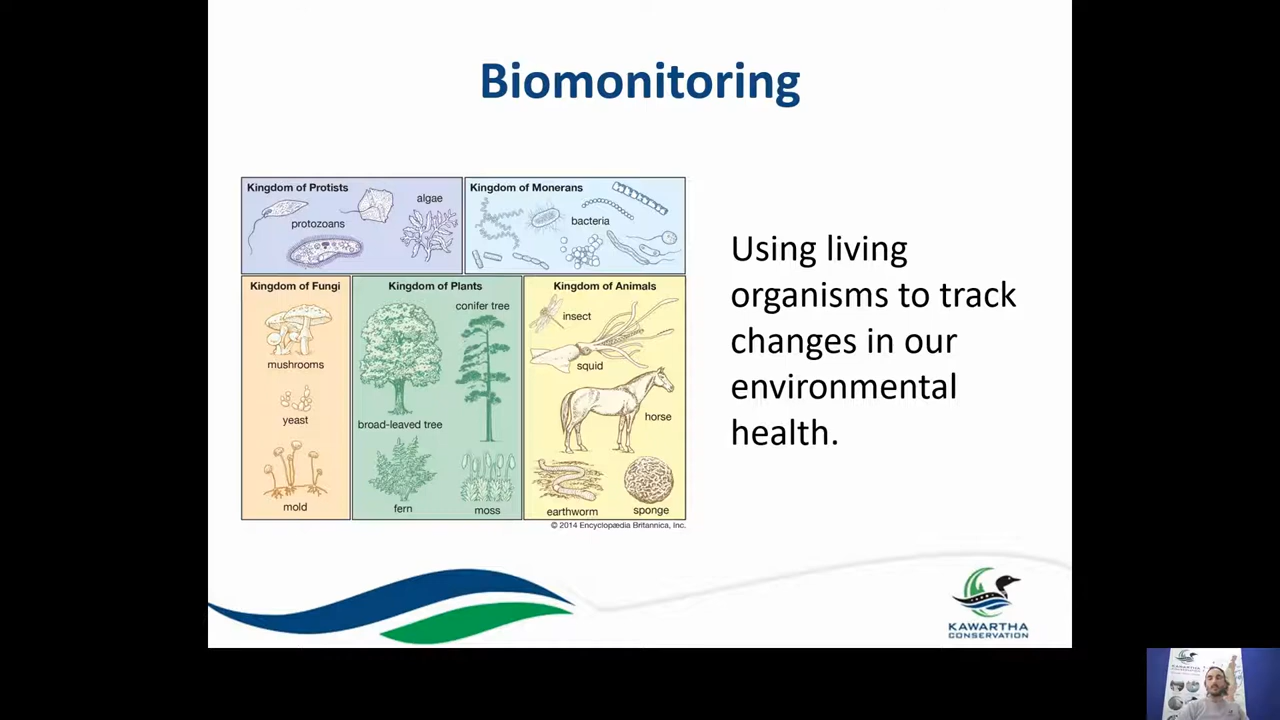 Biomonitoring
Kingdom of Protists
algae
protozoans
Kingdom of Monerans
bacteria
Kingdom of Fungi
mushrooms
yeast
mold
Kingdom of Plants
conifer tree
broad-leaved tree
fern
moss
Kingdom of Animals
insect
squid
horse
earthworm
sponge
© 2014 Encyclopædia Britannica, Inc.
Using living
organisms to track
changes in our
environmental
health.
KAWARTHA
CONSERVATION